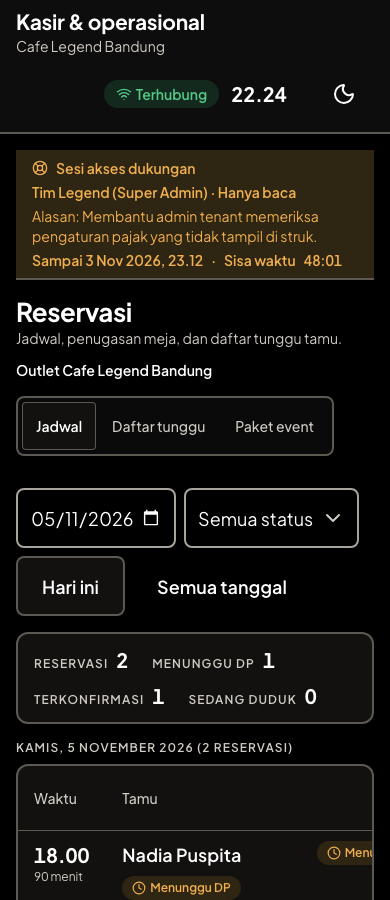 Kasir & operasional
Cafe Legend Bandung
Terhubung 22.24
Sesi akses dukungan
Tim Legend (Super Admin) · Hanya baca
Alasan: Membantu admin tenant memeriksa
pengaturan pajak yang tidak tampil di struk.
Sampai 3 Nov 2026, 23.12 · Sisa waktu 48:01
Reservasi
Jadwal, penugasan meja, dan daftar tunggu tamu.
Outlet Cafe Legend Bandung
Jadwal Daftar tunggu Paket event
05/11/2026 Semua status
Hari ini Semua tanggal
RESERVASI 2 MENUNGGU DP 1
TERKONFIRMASI 1 SEDANG DUDUK 0
KAMIS, 5 NOVEMBER 2026 (2 RESERVASI)
Waktu Tamu
18.00 Nadia Puspita Menu
90 menit
Menunggu DP